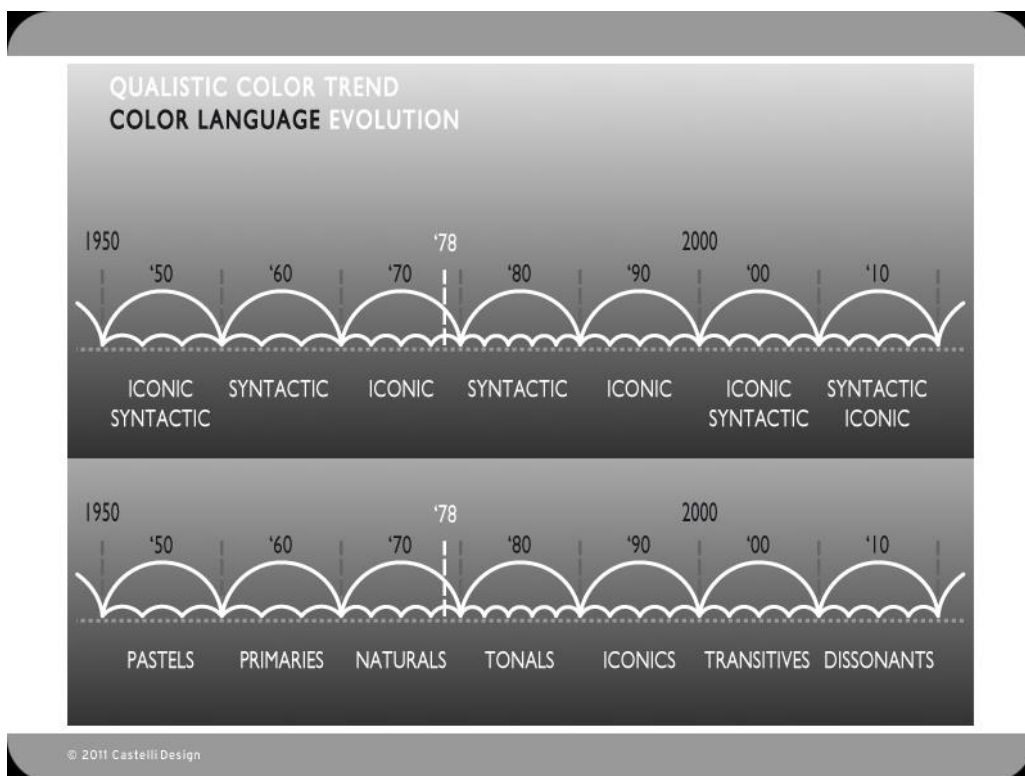 QUALISTIC COLOR TREND
COLOR LANGUAGE EVOLUTION
1950 '78 2000
'50 '60 '70 '80 '90 '00 '10
ICONIC SYNTACTIC ICONIC SYNTACTIC ICONIC ICONIC SYNTACTIC
SYNTACTIC SYNTACTIC ICONIC
1950 '78 2000
'50 '60 '70 '80 '90 '00 '10
PASTELS PRIMARIES NATURALS TONALS ICONICS TRANSITIVES DISSONANTS
© 2011 Castelli Design